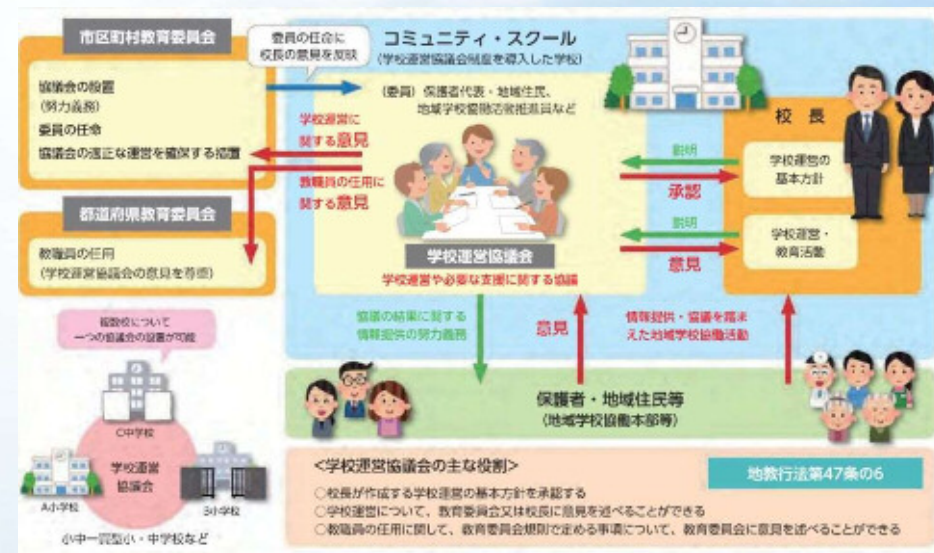 市区町村教育委員会
協議会の設置
(努力義務)
委員の任命
協議会の適正な運営を確保する措置
委員の任命に
校長の意見を反映
コミュニティ・スクール
(学校運営協議会制度を導入した学校)
(委員) 保護者代表・地域住民、
地域学校協働活動推進員など
学校運営に
関する意見
教職員の任用に
関する意見
都道府県教育委員会
教職員の任用
(学校運営協議会の意見を尊重)
学校運営協議会
学校運営や必要な支援に関する協議
校長
説明
承認
学校運営の
基本方針
説明
意見
学校運営・
教育活動
協議の結果に関する
情報提供の努力義務
意見
情報提供・協議を踏ま
えた地域学校協働活動
保護者・地域住民等
(地域学校協働本部等)
複数校について
一つの協議会の設置が可能
C中学校
学校運営
協議会
A小学校
B小学校
小中一貫型小・中学校など
<学校運営協議会の主な役割>
地教行法第47条の6
○校長が作成する学校運営の基本方針を承認する
○学校運営について、教育委員会又は校長に意見を述べることができる
○教職員の任用に関して、教育委員会規則で定める事項について、教育委員会に意見を述べることができる